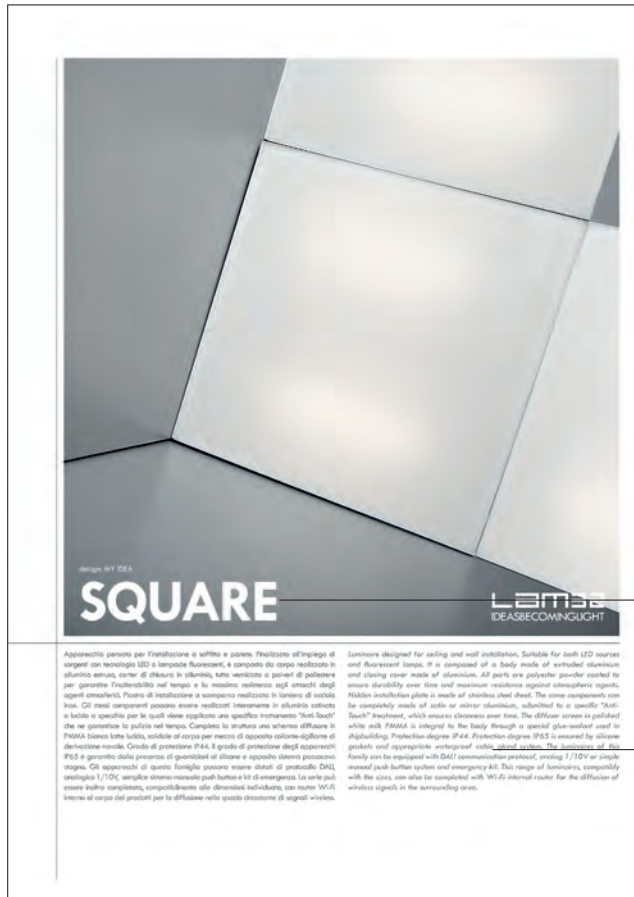 design: MY IDEA
SQUARE
LAM32
IDEASBECOMINGLIGHT
Apparecchio pensato per l'installazione a soffitto e parete. Finalizzato all'impiego di
sorgenti con tecnologia LED o lampade fluorescenti, è composto da corpo realizzato in
alluminio estruso, carter di chiusura in alluminio, tutto verniciato a polveri di poliestere
per garantire l'inalterabilità nel tempo e la massima resistenza agli attacchi degli
agenti atmosferici. Piastra di installazione a scomparsa realizzata in lamiera di acciaio
inox. Gli stessi componenti possono essere realizzati interamente in alluminio satinato
o lucido a specchio per le quali viene applicato uno specifico trattamento "Anti-Touch"
che ne garantisce la pulizia nel tempo. Completa la struttura uno schermo diffusore in
PMMA bianco latte lucido, solidale al corpo per mezzo di apposito collante-sigillante di
derivazione navale. Grado di protezione IP44. Il grado di protezione degli apparecchi
IP65 è garantito dalla presenza di guarnizioni al silicone e apposito sistema passacavo
stagno. Gli apparecchi di questa famiglia possono essere dotati di protocollo DALI,
analogico 1/10V, semplice sistema manuale push button e kit di emergenza. La serie può
essere inoltre completata, compatibilmente alle dimensioni individuate, con router Wi-Fi
interno al corpo dei prodotti per la diffusione nello spazio circostante di segnali wireless.
Luminaire designed for ceiling and wall installation. Suitable for both LED sources
and fluorescent lamps. It is composed of a body made of extruded aluminium
and closing cover made of aluminium. All parts are polyester powder coated to
ensure durability over time and maximum resistance against atmospheric agents.
Hidden installation plate is made of stainless steel sheet. The same components can
be completely made of satin or mirror aluminium, submitted to a specific "Anti-
Touch" treatment, which ensures cleanness over time. The diffuser screen in polished
white milk PMMA is integral to the body through a special glue-sealant used in
shipbuilding. Protection degree IP44. Protection degree IP65 is ensured by silicone
gaskets and appropriate waterproof cable gland system. The luminaires of this
family can be equipped with DALI communication protocol, analog 1/10V or simple
manual push button system and emergency kit. This range of luminaires, compatibly
with the sizes, can also be completed with Wi-Fi internal router for the diffusion of
wireless signals in the surrounding area.